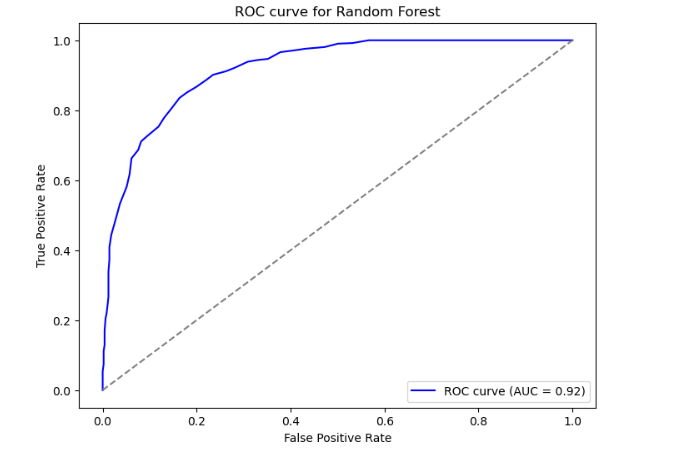 ROC curve for Random Forest
1.0
0.8
0.6
0.4
0.2
0.0
True Positive Rate
ROC curve (AUC = 0.92)
0.0 0.2 0.4 0.6 0.8 1.0
False Positive Rate